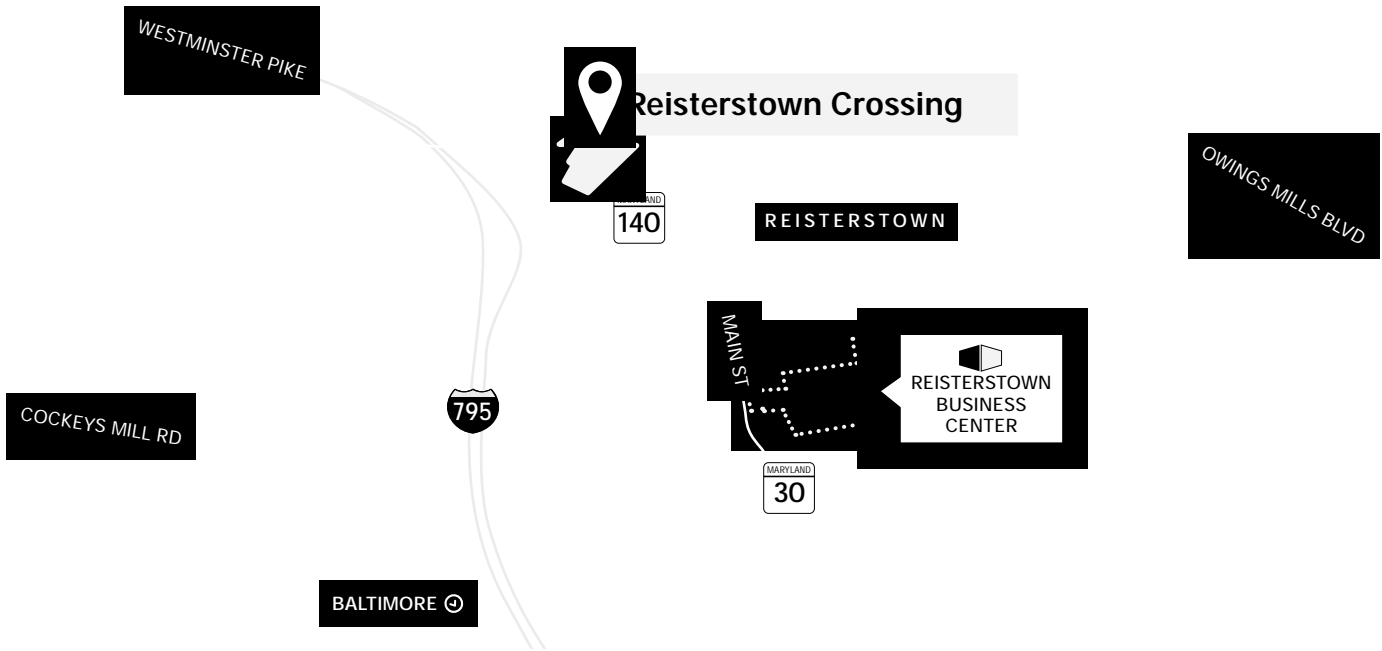 WESTMINSTER PIKE
Reisterstown Crossing
OWINGS MILLS BLVD
140
REISTERSTOWN
MAIN ST
REISTERSTOWN
BUSINESS
CENTER
795
COCKEYS MILL RD
MARYLAND
30
BALTIMORE